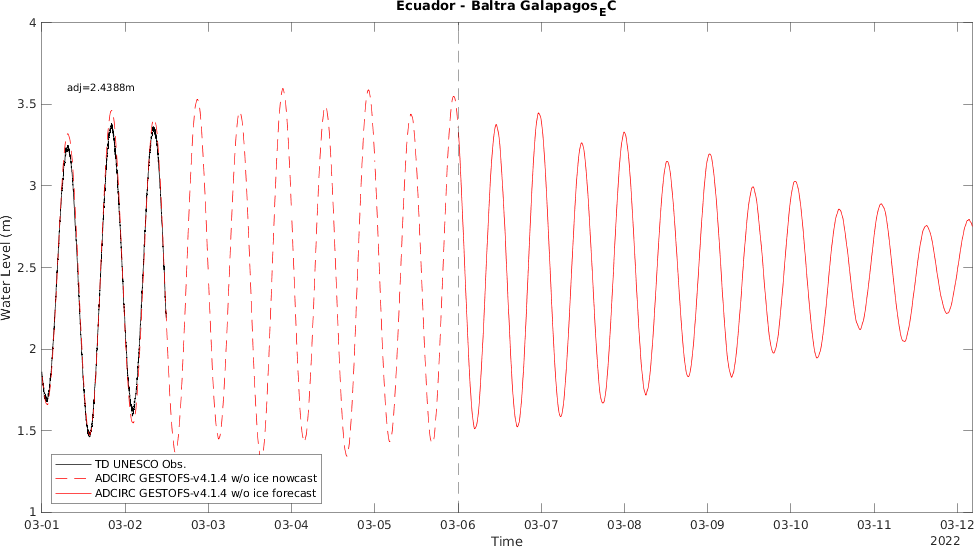 Ecuador - Baltra Galapagos_EC
4
adj=2.4388m
3.5
3
2.5
2
1.5
1
Water Level (m)
TD UNESCO Obs.
ADCIRC GESTOFS-v4.1.4 w/o ice nowcast
ADCIRC GESTOFS-v4.1.4 w/o ice forecast
03-01 03-02 03-03 03-04 03-05 03-06 03-07 03-08 03-09 03-10 03-11 03-12
Time
2022